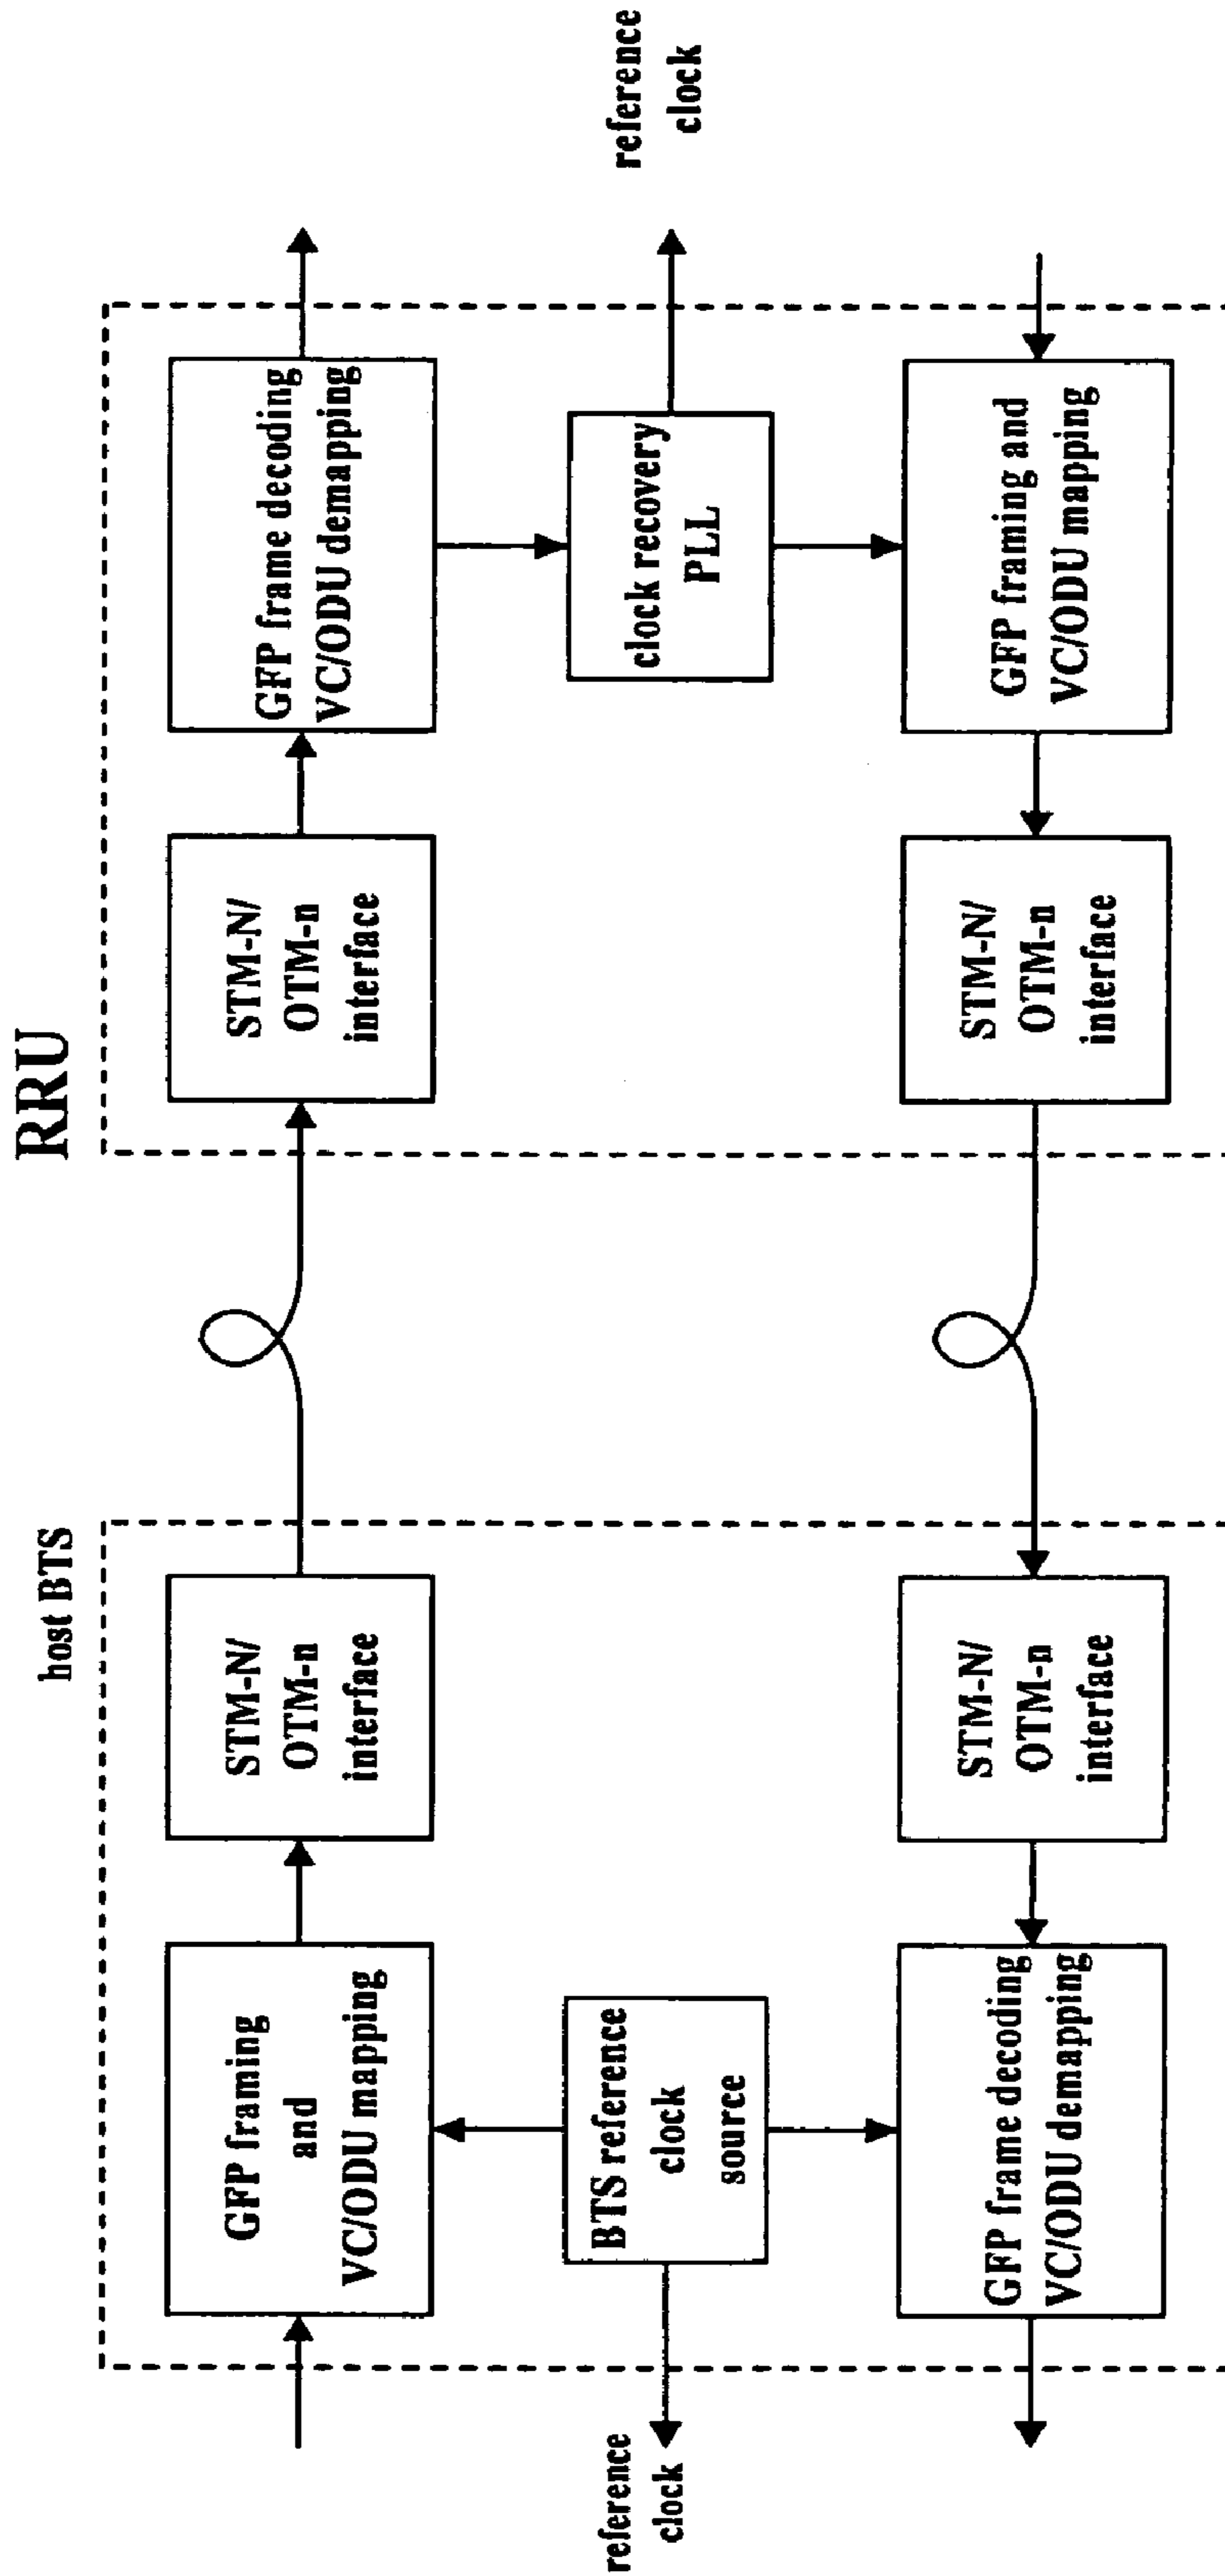 host BTS
RRU
GFP framing
and
VC/ODU mapping
STM-N/
OTM-n
interface
STM-N/
OTM-n
interface
GFP frame decoding
VC/ODU demapping
reference
clock
BTS reference
clock
source
clock recovery
PLL
reference
clock
GFP frame decoding
VC/ODU demapping
STM-N/
OTM-n
interface
STM-N/
OTM-n
interface
GFP framing and
VC/ODU mapping